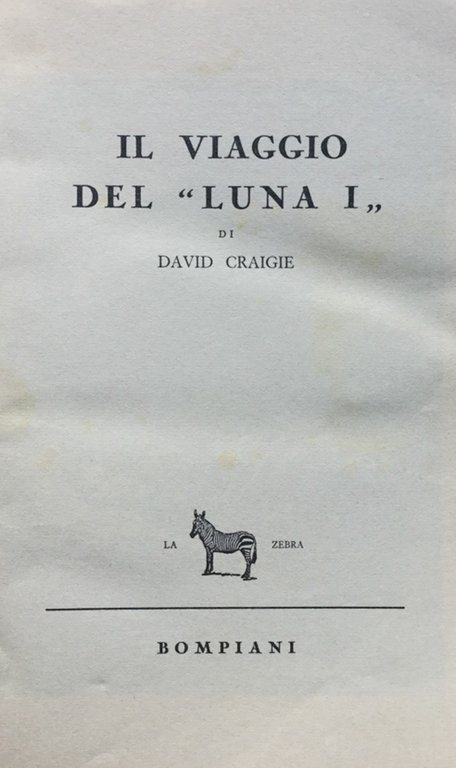 IL VIAGGIO
DEL “LUNA I„
DI
DAVID CRAIGIE
LA ZEBRA
BOMPIANI